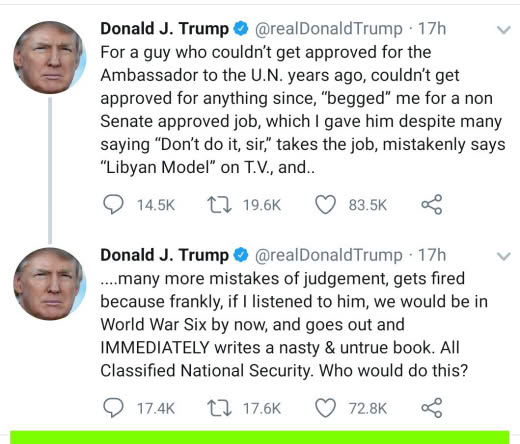 Donald J. Trump @realDonaldTrump · 17h
For a guy who couldn't get approved for the
Ambassador to the U.N. years ago, couldn't get
approved for anything since, “begged” me for a non
Senate approved job, which I gave him despite many
saying “Don't do it, sir,” takes the job, mistakenly says
“Libyan Model” on T.V., and..
14.5K 19.6K 83.5K
Donald J. Trump @realDonaldTrump · 17h
....many more mistakes of judgement, gets fired
because frankly, if I listened to him, we would be in
World War Six by now, and goes out and
IMMEDIATELY writes a nasty & untrue book. All
Classified National Security. Who would do this?
17.4K 17.6K 72.8K